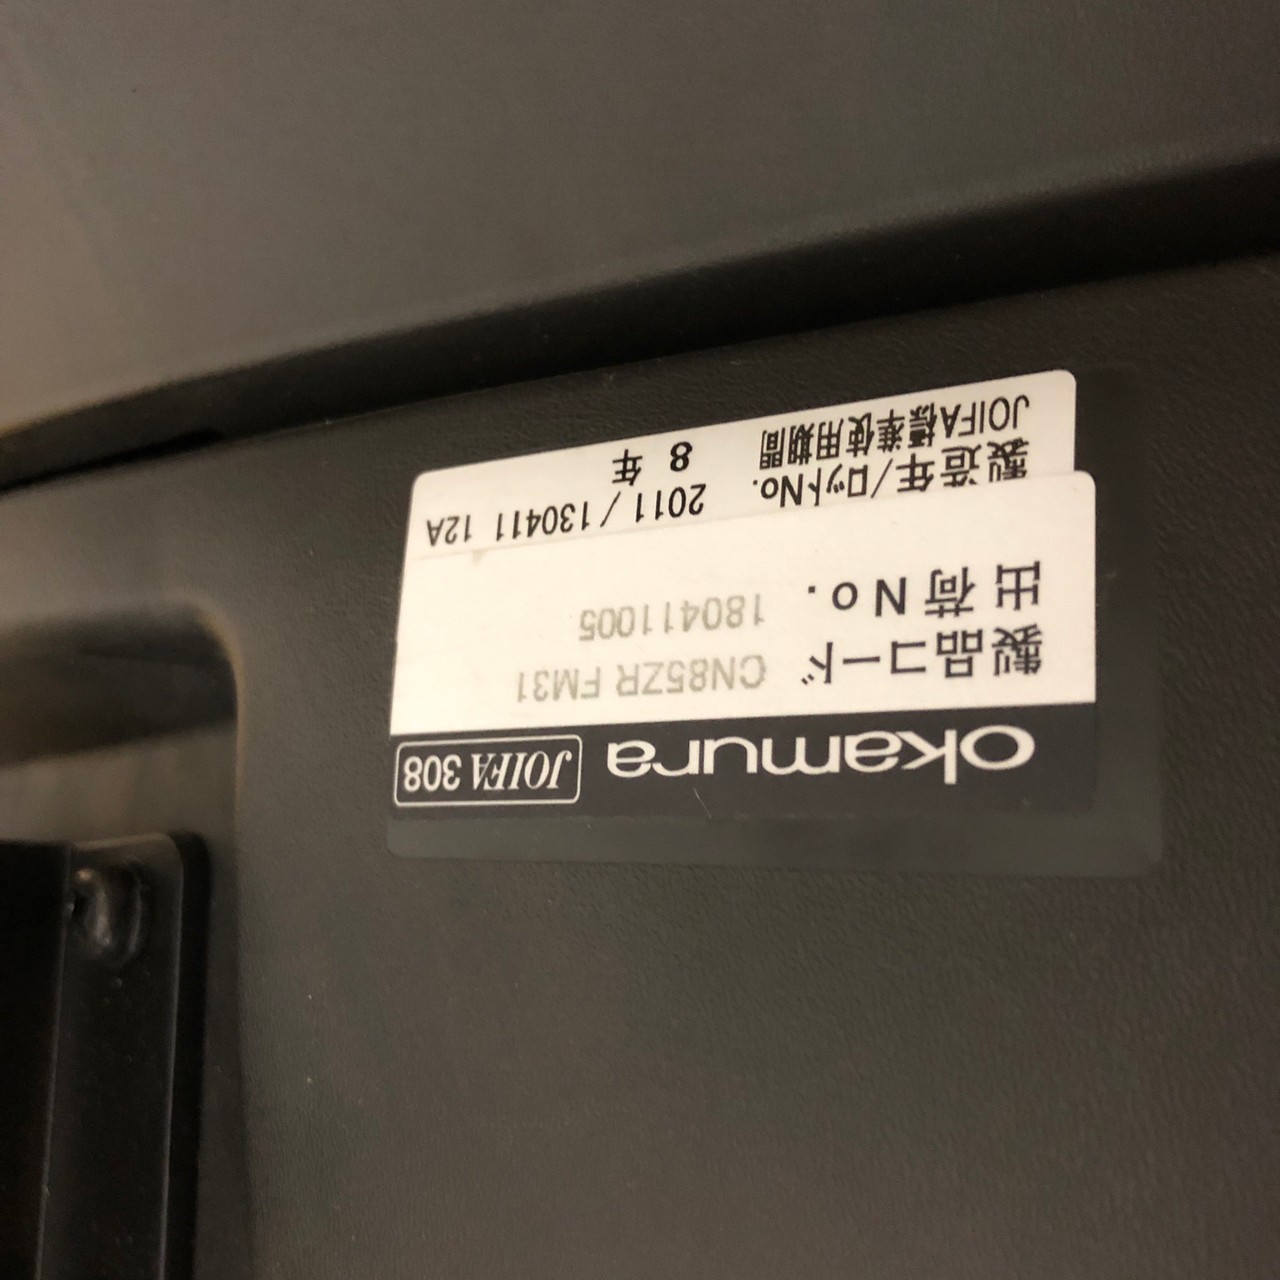 okamura JOIFA 308
製品コード CN85ZR FM31
出荷No. 180411005
製造年/ロットNo. 2011/130411 12A
JOIFA標準使用期間 8年